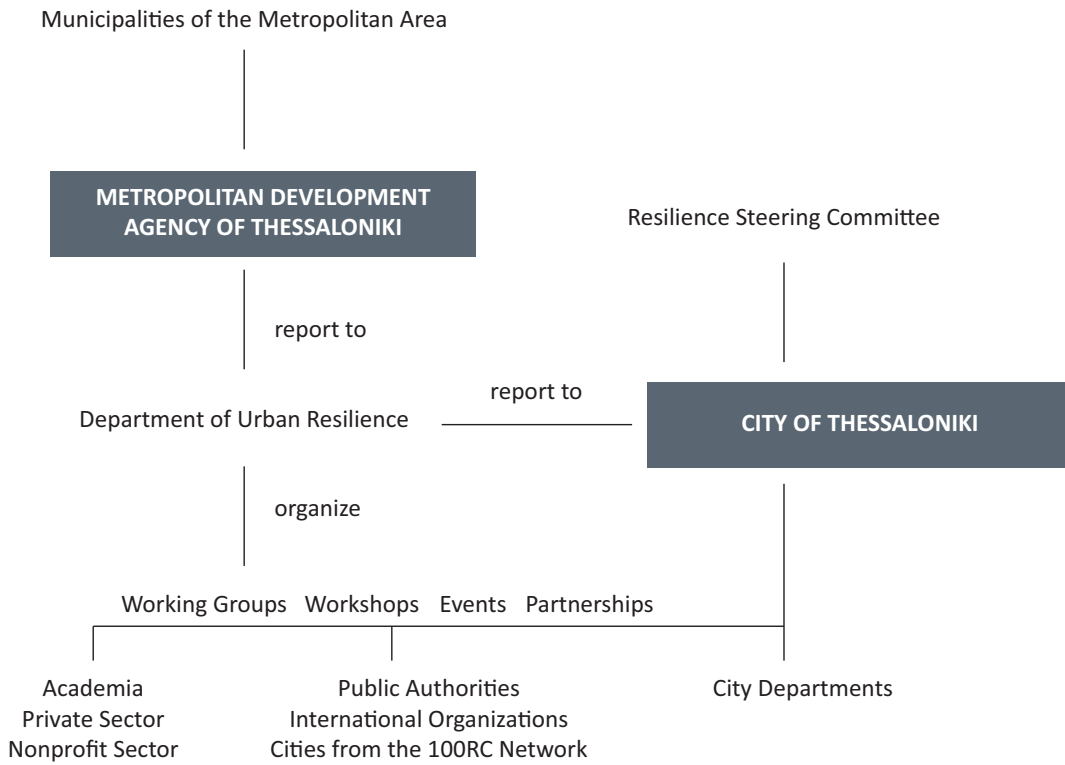 Municipalities of the Metropolitan Area
METROPOLITAN DEVELOPMENT
AGENCY OF THESSALONIKI
Resilience Steering Committee
report to
report to
Department of Urban Resilience
CITY OF THESSALONIKI
organize
Working Groups Workshops Events Partnerships
Academia
Private Sector
Nonprofit Sector
Public Authorities
International Organizations
Cities from the 100RC Network
City Departments